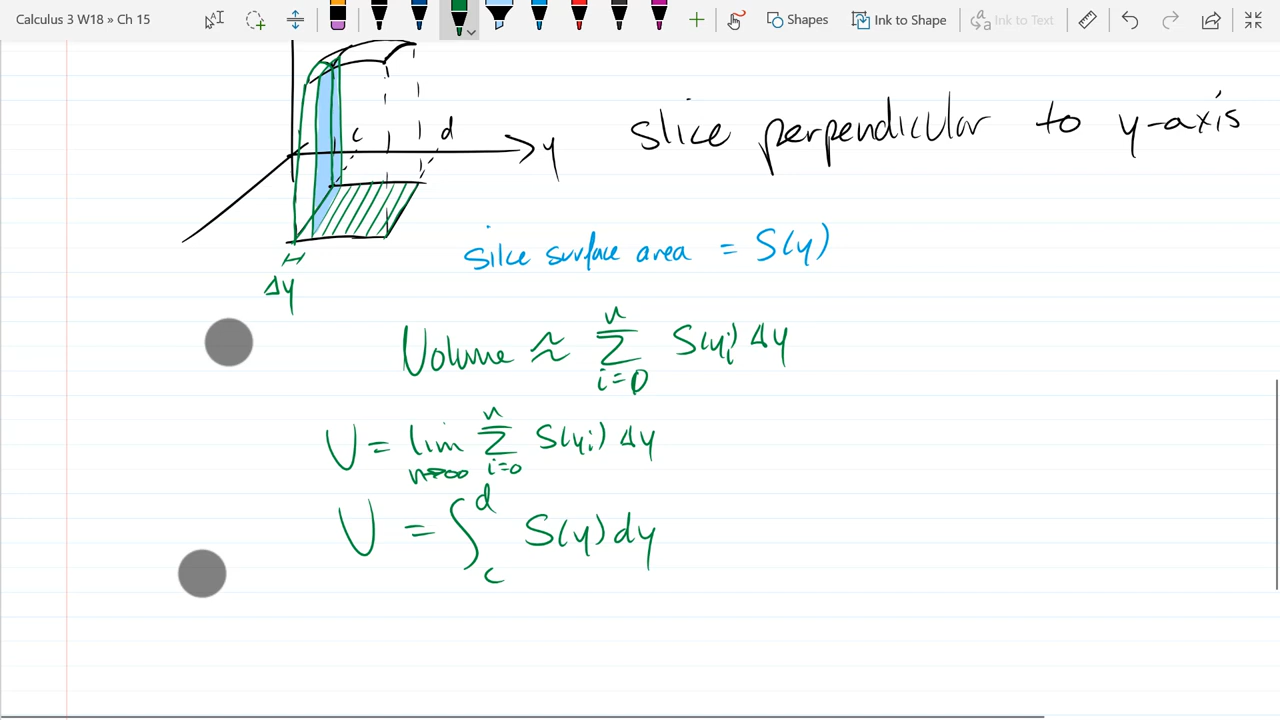 Calculus 3 W18 » Ch 15
Shapes
Ink to Shape
Ink to Text
c
d
y
slice perpendicular to y-axis
silce surface area = S(y)
Δy
Volume ≈ n∑i=0 S(yi) Δy
V = lim n→∞ n∑i=0 S(yi) Δy
V = ∫ d c S(y) dy